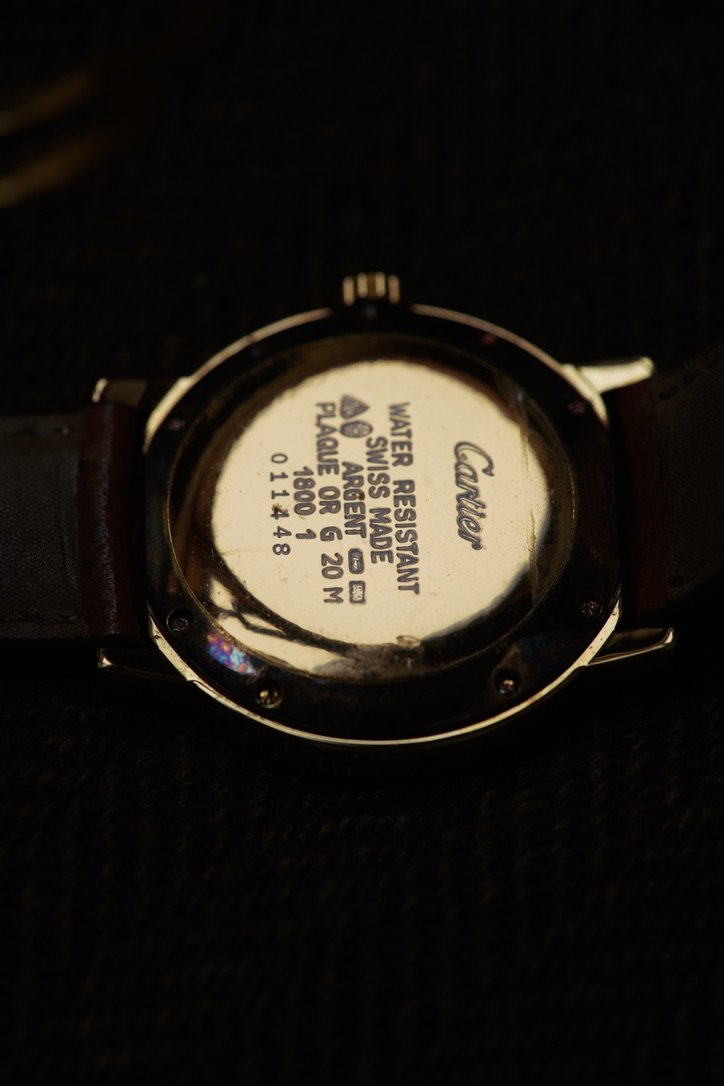 Cartier
WATER RESISTANT
SWISS MADE
ARGENT
PLAQUE OR G 20 M
1800 1
011448